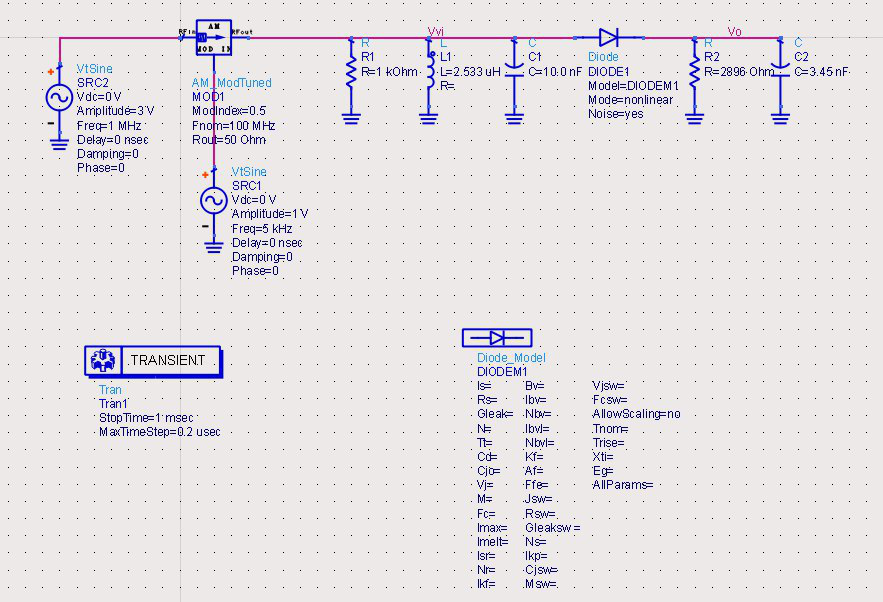 RFin
AM
RFout
MOD IN
Vvi
Vo
VtSine
SRC2
Vdc=0 V
Amplitude=3 V
Freq=1 MHz
Delay=0 nsec
Damping=0
Phase=0
AM_ModTuned
MOD1
ModIndex=0.5
Fnom=100 MHz
Rout=50 Ohm
VtSine
SRC1
Vdc=0 V
Amplitude=1 V
Freq=5 kHz
Delay=0 nsec
Damping=0
Phase=0
R
R1
R=1 kOhm
L
L1
L=2.533 uH
R=
C
C1
C=10.0 nF
Diode
DIODE1
Model=DIODEM1
Mode=nonlinear
Noise=yes
R
R2
R=2896 Ohm
C
C2
C=3.45 nF
TRANSIENT
Tran
Tran1
StopTime=1 msec
MaxTimeStep=0.2 usec
Diode_Model
DIODEM1
Is=
Rs=
Gleak=
N=
Tt=
Cd=
Cjo=
Vj=
M=
Fc=
Imax=
Imelt=
Isr=
Nr=
Ikf=
Bv=
Ibv=
Nbv=
Ibvl=
Nbvl=
Kf=
Af=
Ffe=
Jsw=
Rsw=
Gleaksw=
Ns=
Ikp=
Cjsw=
Msw=
Vjsw=
Fcsw=
AllowScaling=no
Tnom=
Trise=
Xti=
Eg=
AllParams=